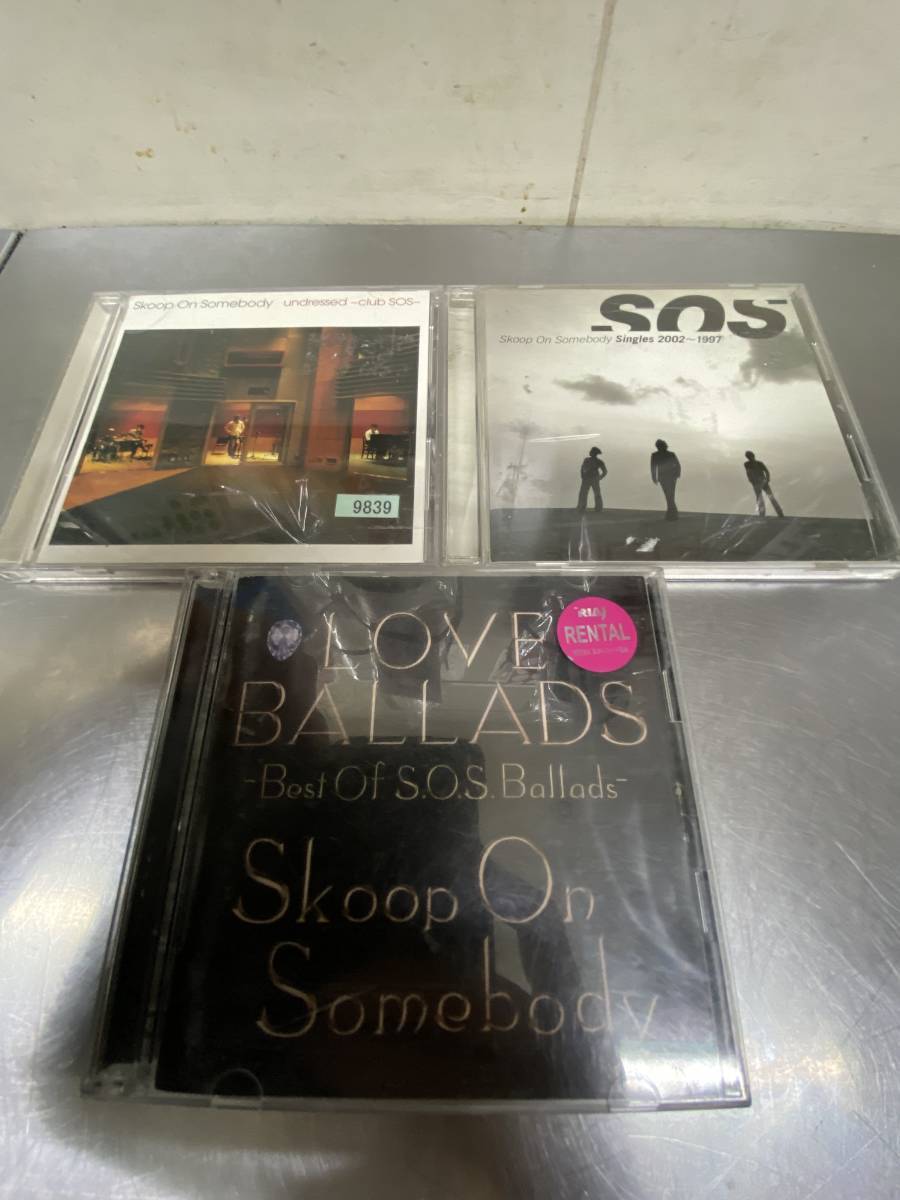 Skoop On Somebody undressed ~club SOS~
9839
SOS
Skoop On Somebody Singles 2002~1997
LOVE
BALLADS
-Best Of S.O.S. Ballads-
Skoop On
Somebody
RIAJ
RENTAL